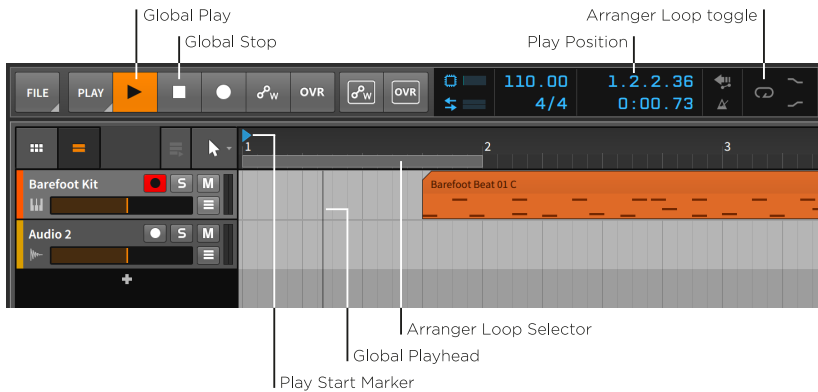 Global Play
Arranger Loop toggle
Global Stop
Play Position
FILE PLAY W OVR W OVR 110.00 1.2.2.36
4/4 0:00.73
1 2 3
Barefoot Kit S M
Barefoot Beat 01 C
Audio 2 S M
+
Arranger Loop Selector
Global Playhead
Play Start Marker